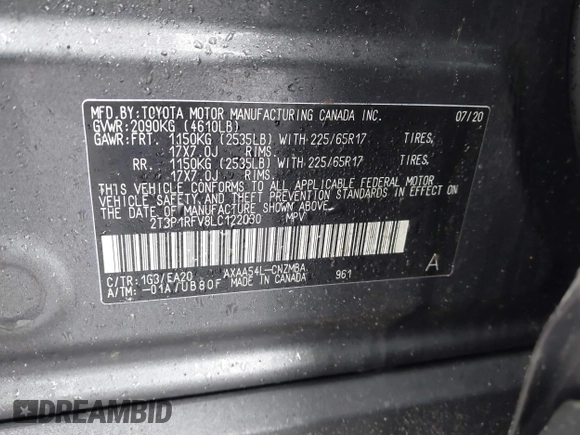 MFD.BY:TOYOTA MOTOR MANUFACTURING CANADA INC. 07/20
GVWR:2090KG (4610LB)
GAWR:FRT. 1150KG (2535LB) WITH 225/65R17 TIRES,
17X7.0J RIMS.
RR. 1150KG (2535LB) WITH 225/65R17 TIRES,
17X7.0J RIMS.
THIS VEHICLE CONFORMS TO ALL APPLICABLE FEDERAL MOTOR
VEHICLE SAFETY AND THEFT PREVENTION STANDARDS IN EFFECT ON
THE DATE OF MANUFACTURE SHOWN ABOVE.
2T3P1RFV8LC122030 MPV
C/TR:1G3/EA20 AXAA54L-CNZMBA 961 A
A/TM: -01A/UB80F MADE IN CANADA
DREAMBID